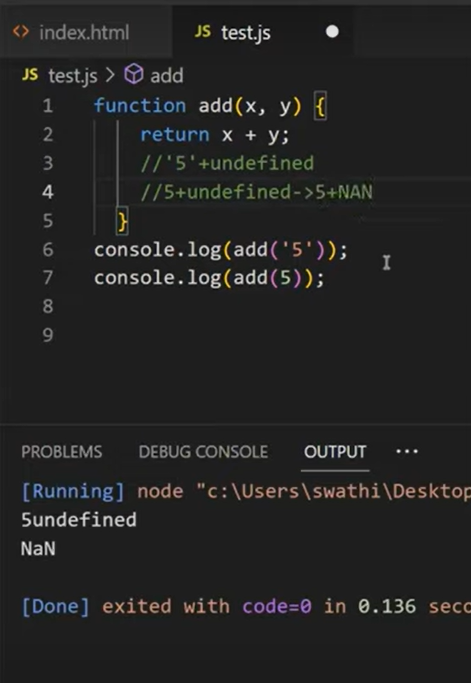 <> index.html JS test.js
JS test.js > add
1 function add(x, y) {
2 return x + y;
3 //'5'+undefined
4 //5+undefined->5+NAN
5 }
6 console.log(add('5'));
7 console.log(add(5));
8
9
PROBLEMS DEBUG CONSOLE OUTPUT ...
[Running] node "c:\Users\swathi\Desktop
5undefined
NaN
[Done] exited with code=0 in 0.136 seco